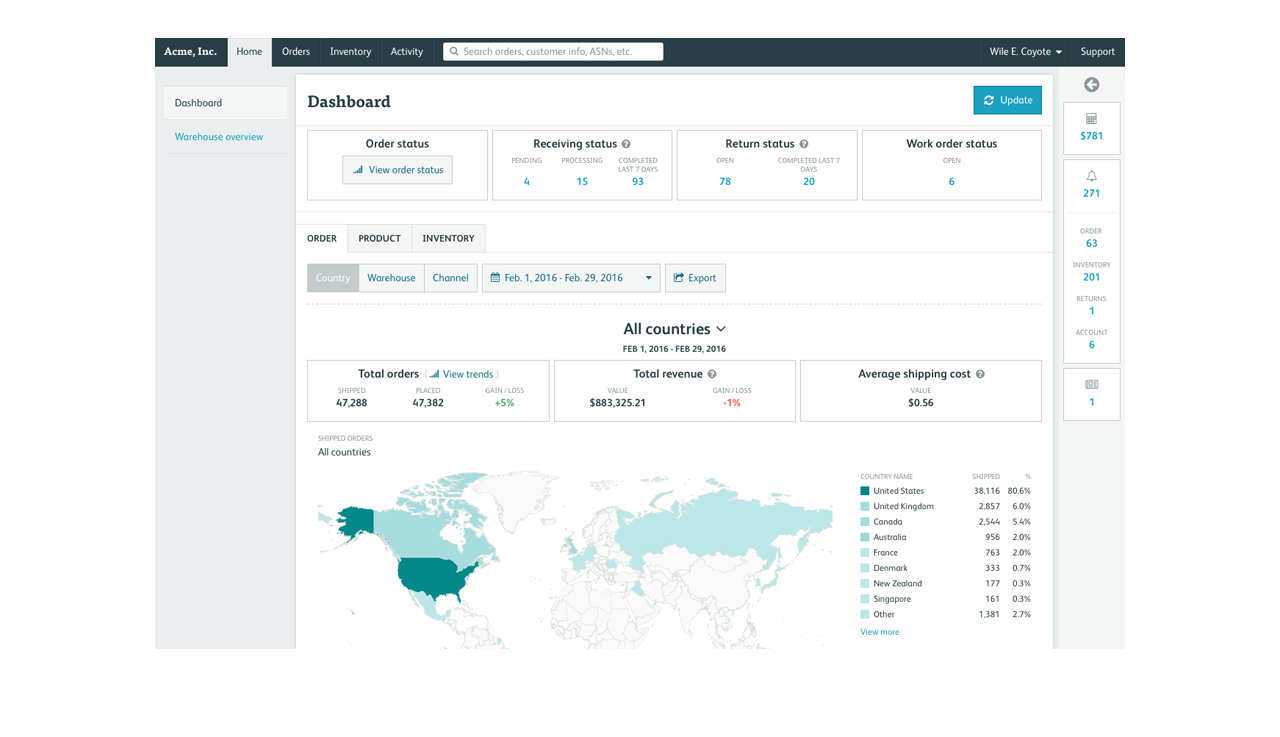 Acme, Inc. Home Orders Inventory Activity Search orders, customer info, ASNs, etc. Wile E. Coyote Support
Dashboard
Warehouse overview
Dashboard
Update
Order status
View order status
Receiving status
PENDING PROCESSING COMPLETED
LAST 7 DAYS
4 15 93
Return status
OPEN COMPLETED LAST 7
DAYS
78 20
Work order status
OPEN
6
ORDER PRODUCT INVENTORY
Country Warehouse Channel Feb. 1, 2016 - Feb. 29, 2016 Export
All countries
FEB 1, 2016 - FEB 29, 2016
Total orders ( View trends )
SHIPPED PLACED GAIN / LOSS
47,288 47,382 +5%
Total revenue
VALUE GAIN / LOSS
$883,325.21 -1%
Average shipping cost
VALUE
$0.56
SHIPPED ORDERS
All countries
COUNTRY NAME SHIPPED %
United States 38,116 80.6%
United Kingdom 2,857 6.0%
Canada 2,544 5.4%
Australia 956 2.0%
France 763 2.0%
Denmark 333 0.7%
New Zealand 177 0.3%
Singapore 161 0.3%
Other 1,381 2.7%
View more
$781
271
ORDER
63
INVENTORY
201
RETURNS
1
ACCOUNT
6
1